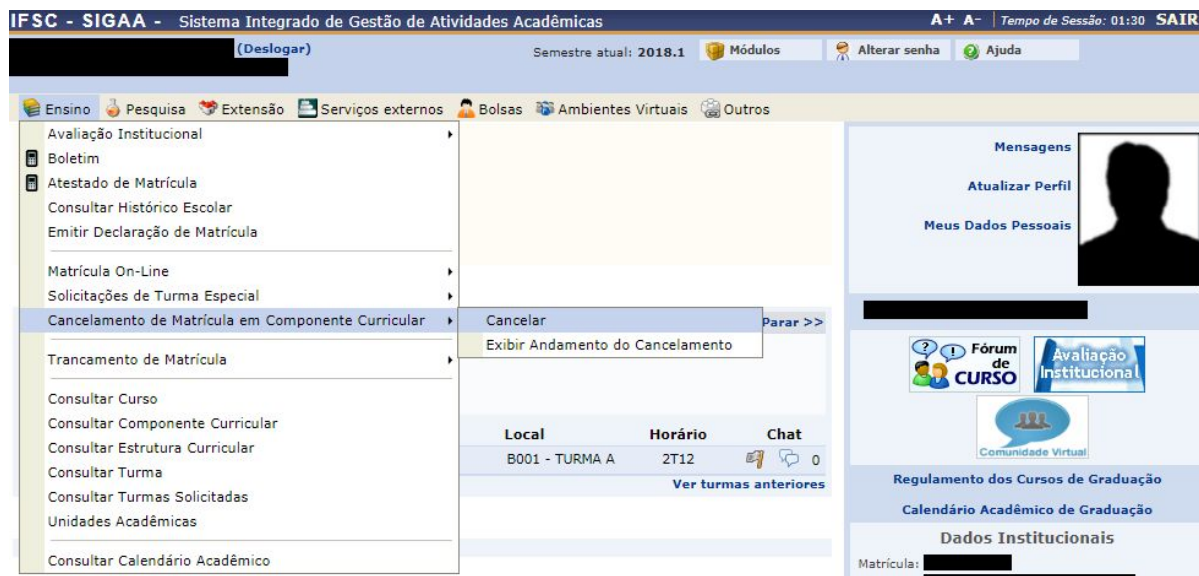 IFSC - SIGAA - Sistema Integrado de Gestão de Atividades Acadêmicas
A+ A- | Tempo de Sessão: 01:30 SAIR
(Deslogar)
Semestre atual: 2018.1
Módulos
Alterar senha
Ajuda
Ensino
Pesquisa
Extensão
Serviços externos
Bolsas
Ambientes Virtuais
Outros
Avaliação Institucional
Boletim
Atestado de Matrícula
Consultar Histórico Escolar
Emitir Declaração de Matrícula
Matrícula On-Line
Solicitações de Turma Especial
Cancelamento de Matrícula em Componente Curricular
Cancelar
Exibir Andamento do Cancelamento
Trancamento de Matrícula
Consultar Curso
Consultar Componente Curricular
Consultar Estrutura Curricular
Consultar Turma
Consultar Turmas Solicitadas
Unidades Acadêmicas
Consultar Calendário Acadêmico
Parar >>
Local Horário Chat
B001 - TURMA A 2T12 0
Ver turmas anteriores
Mensagens
Atualizar Perfil
Meus Dados Pessoais
Fórum
de
CURSO
Avaliação
Institucional
Comunidade Virtual
Regulamento dos Cursos de Graduação
Calendário Acadêmico de Graduação
Dados Institucionais
Matrícula: